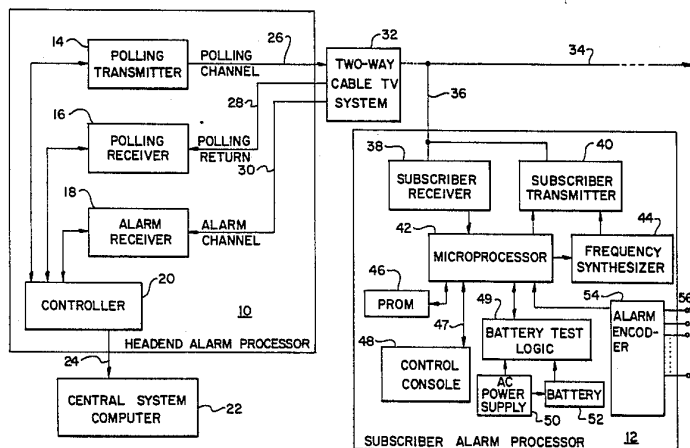 14
POLLING
TRANSMITTER
POLLING
CHANNEL
26
32
TWO-WAY
CABLE TV
SYSTEM
34
36
28
16
POLLING
RECEIVER
POLLING
RETURN
30
18
ALARM
RECEIVER
ALARM
CHANNEL
20
CONTROLLER
10
HEADEND ALARM PROCESSOR
24
CENTRAL SYSTEM
COMPUTER
22
38
SUBSCRIBER
RECEIVER
40
SUBSCRIBER
TRANSMITTER
42
MICROPROCESSOR
44
FREQUENCY
SYNTHESIZER
46
PROM
47
49
BATTERY TEST
LOGIC
54
ALARM
ENCOD-
ER
56
48
CONTROL
CONSOLE
AC
POWER
SUPPLY
50
BATTERY
52
12
SUBSCRIBER ALARM PROCESSOR